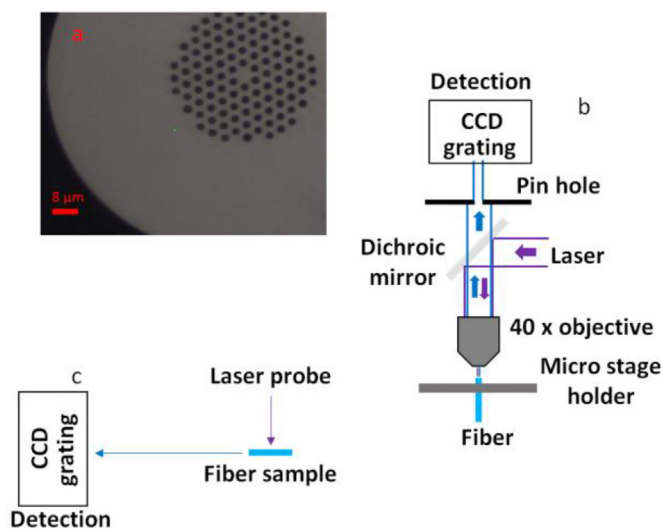 a
8 µm
b
Detection
CCD
grating
Pin hole
Dichroic
mirror
Laser
40 x objective
Micro stage
holder
Fiber
c
Laser probe
CCD
grating
Fiber sample
Detection